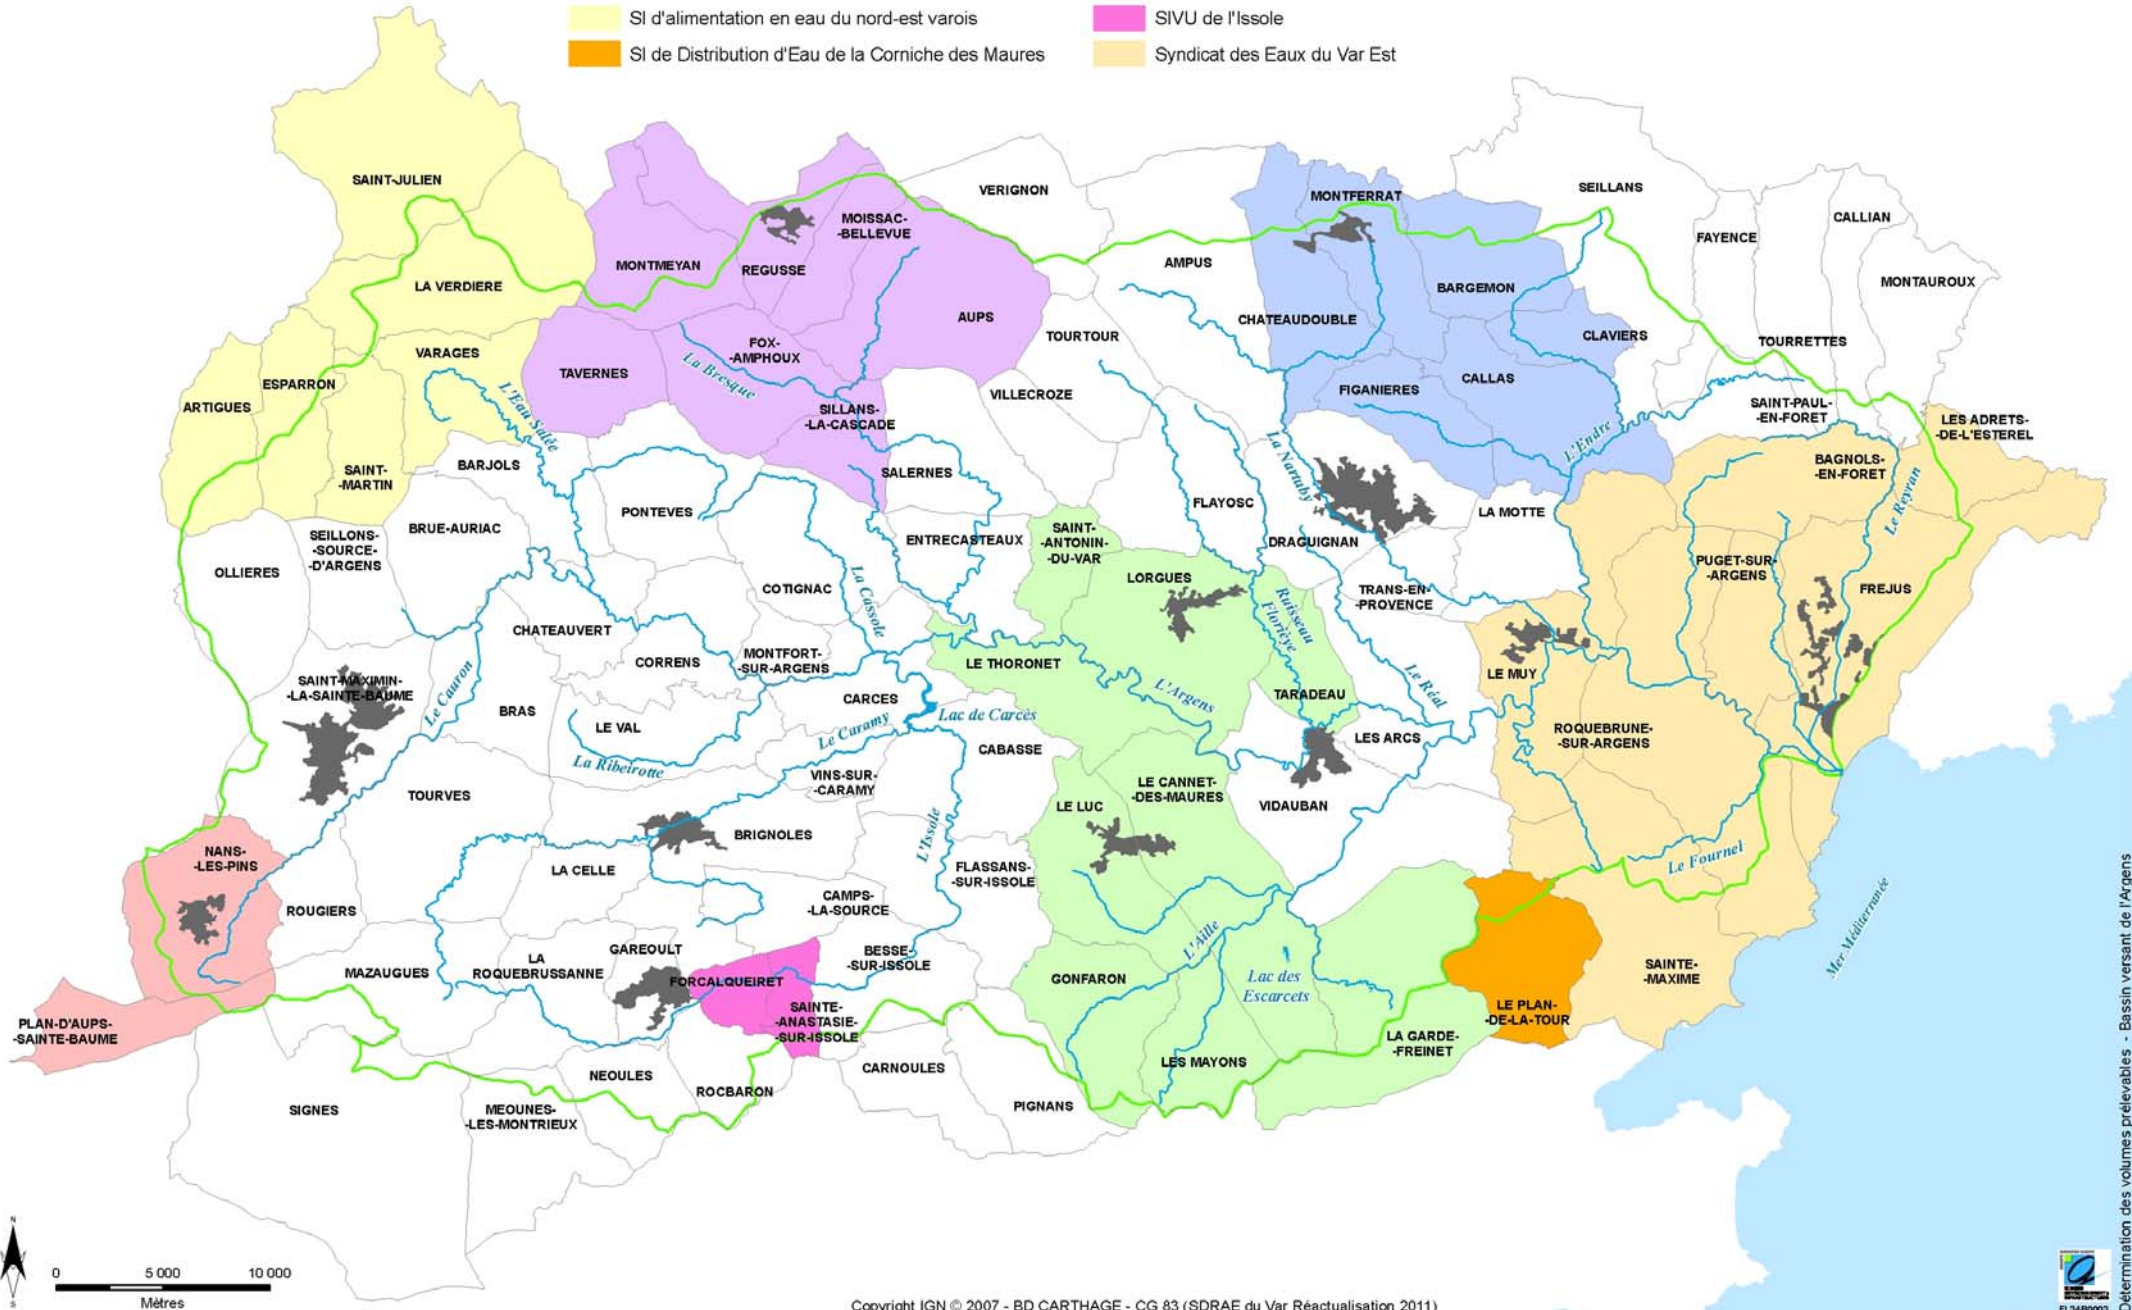 SI d'alimentation en eau du nord-est varois
SIVU de l'Issole
SI de Distribution d'Eau de la Corniche des Maures
Syndicat des Eaux du Var Est
SAINT-JULIEN
VERIGNON
MONTFERRAT
SEILLANS
MOISSAC-
-BELLEVUE
CALLIAN
FAYENCE
MONTMEYAN
REGUSSE
AMPUS
LA VERDIERE
BARGEMON
MONTAUROUX
AUPS
CHATEAUDOUBLE
TOURTOUR
CLAVIERS
TOURRETTES
VARAGES
FOX-
-AMPHOUX
TAVERNES
La Bresque
ESPARRON
CALLAS
FIGANIERES
VILLECROZE
ARTIGUES
L'Eau Salée
SILLANS-
-LA-CASCADE
SAINT-PAUL-
-EN-FORET
LES ADRETS-
-DE-L'ESTEREL
L'Endre
BARJOLS
SAINT-
-MARTIN
SALERNES
La Nartuby
BAGNOLS-
-EN-FORET
Le Reyran
FLAYOSC
PONTEVES
LA MOTTE
BRUE-AURIAC
SEILLONS-
-SOURCE-
-D'ARGENS
SAINT-
-ANTONIN-
-DU-VAR
ENTRECASTEAUX
DRAGUIGNAN
OLLIERES
PUGET-SUR-
-ARGENS
LORGUES
COTIGNAC
La Cassole
FREJUS
TRANS-EN-
-PROVENCE
Ruisseau
Florièye
CHATEAUVERT
CORRENS
MONTFORT-
-SUR-ARGENS
LE THORONET
LE MUY
SAINT-MAXIMIN-
-LA-SAINTE-BAUME
Le Cauron
L'Argens
TARADEAU
Le Réal
CARCES
BRAS
LE VAL
Lac de Carcès
Le Caramy
ROQUEBRUNE-
-SUR-ARGENS
LES ARCS
CABASSE
La Ribeirotte
VINS-SUR-
-CARAMY
LE CANNET-
-DES-MAURES
TOURVES
LE LUC
VIDAUBAN
BRIGNOLES
L'Issole
NANS-
-LES-PINS
Le Fournel
LA CELLE
FLASSANS-
-SUR-ISSOLE
ROUGIERS
CAMPS-
-LA-SOURCE
Mer Méditerranée
L'Aille
GAREOULT
BESSE-
-SUR-ISSOLE
LA
ROQUEBRUSSANNE
MAZAUGUES
FORCALQUEIRET
GONFARON
Lac des
Escarcets
SAINTE-
-MAXIME
SAINTE-
-ANASTASIE-
-SUR-ISSOLE
LE PLAN-
-DE-LA-TOUR
PLAN-D'AUPS-
-SAINTE-BAUME
LA GARDE-
-FREINET
LES MAYONS
CARNOULES
NEOULES
ROCBARON
PIGNANS
SIGNES
MEOUNES-
-LES-MONTRIEUX
N
S
0 5 000 10 000
Mètres
Copyright IGN © 2007 - BD CARTHAGE - CG 83 (SDRAE du Var Réactualisation 2011)
Détermination des volumes prélevables - Bassin versant de l'Argens